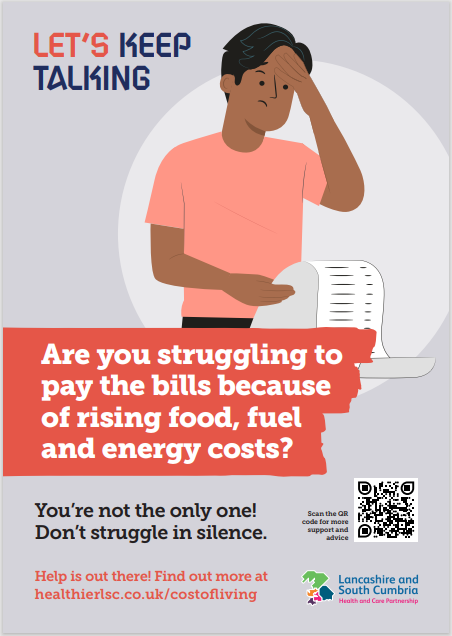 LET'S KEEP
TALKING
Are you struggling to
pay the bills because
of rising food, fuel
and energy costs?
You're not the only one!
Don't struggle in silence.
Scan the QR
code for more
support and
advice
Help is out there! Find out more at
healthierlsc.co.uk/costofliving
Lancashire and
South Cumbria
Health and Care Partnership